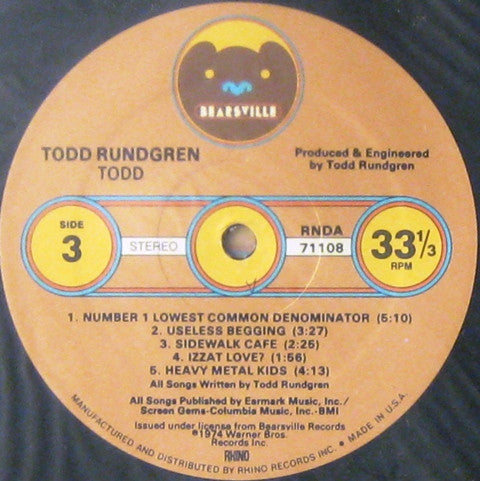 BEARSVILLE
TODD RUNDGREN
TODD
Produced & Engineered
by Todd Rundgren
SIDE
3
STEREO
RNDA
71108
33 1/3
RPM
1. NUMBER 1 LOWEST COMMON DENOMINATOR (5:10)
2. USELESS BEGGING (3:27)
3. SIDEWALK CAFE (2:25)
4. IZZAT LOVE? (1:56)
5. HEAVY METAL KIDS (4:13)
All Songs Written by Todd Rundgren
All Songs Published by Earmark Music, Inc./
Screen Gems-Columbia Music, Inc.-BMI
Issued under license from Bearsville Records
℗1974 Warner Bros.
Records Inc.
RHINO
MANUFACTURED AND DISTRIBUTED BY RHINO RECORDS INC. • MADE IN U.S.A.